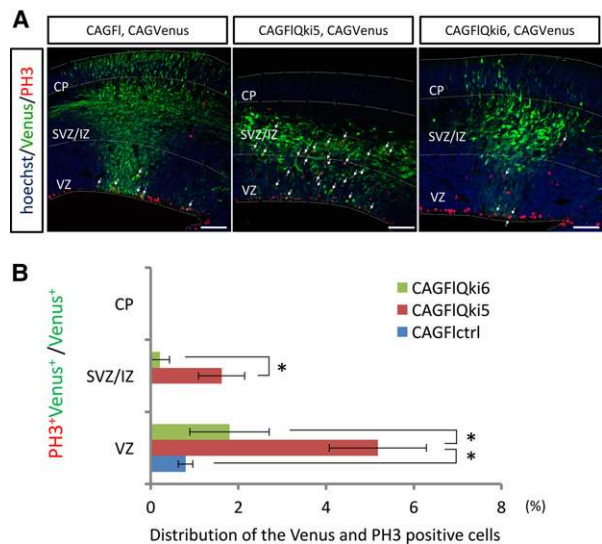 A
CAGFl, CAGVenus
CAGFlQki5, CAGVenus
CAGFlQki6, CAGVenus
hoechst/Venus/PH3
CP
SVZ/IZ
VZ
CP
SVZ/IZ
VZ
CP
SVZ/IZ
VZ
B
PH3+Venus+ /Venus+
CP
SVZ/IZ
VZ
CAGFlQki6
CAGFlQki5
CAGFlctrl
*
*
*
0 2 4 6 8 (%)
Distribution of the Venus and PH3 positive cells